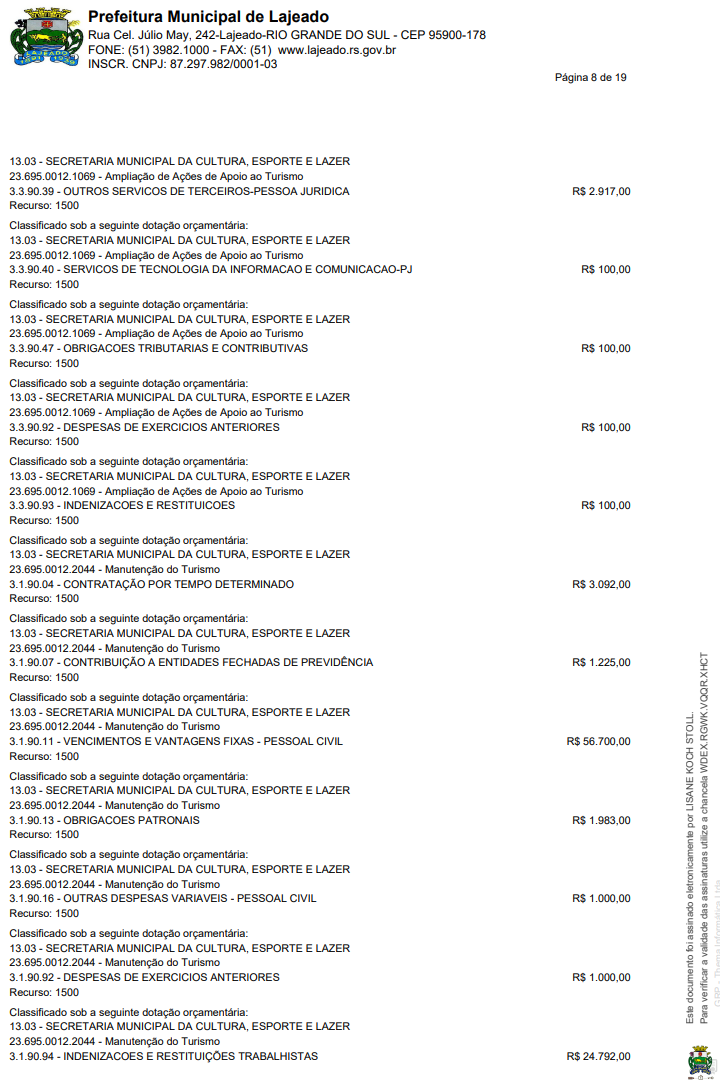 Prefeitura Municipal de Lajeado
Rua Cel. Júlio May, 242-Lajeado-RIO GRANDE DO SUL - CEP 95900-178
FONE: (51) 3982.1000 - FAX: (51) www.lajeado.rs.gov.br
INSCR. CNPJ: 87.297.982/0001-03
Página 8 de 19
13.03 - SECRETARIA MUNICIPAL DA CULTURA, ESPORTE E LAZER
23.695.0012.1069 - Ampliação de Ações de Apoio ao Turismo
3.3.90.39 - OUTROS SERVICOS DE TERCEIROS-PESSOA JURIDICA R$ 2.917,00
Recurso: 1500
Classificado sob a seguinte dotação orçamentária:
13.03 - SECRETARIA MUNICIPAL DA CULTURA, ESPORTE E LAZER
23.695.0012.1069 - Ampliação de Ações de Apoio ao Turismo
3.3.90.40 - SERVICOS DE TECNOLOGIA DA INFORMACAO E COMUNICACAO-PJ R$ 100,00
Recurso: 1500
Classificado sob a seguinte dotação orçamentária:
13.03 - SECRETARIA MUNICIPAL DA CULTURA, ESPORTE E LAZER
23.695.0012.1069 - Ampliação de Ações de Apoio ao Turismo
3.3.90.47 - OBRIGACOES TRIBUTARIAS E CONTRIBUTIVAS R$ 100,00
Recurso: 1500
Classificado sob a seguinte dotação orçamentária:
13.03 - SECRETARIA MUNICIPAL DA CULTURA, ESPORTE E LAZER
23.695.0012.1069 - Ampliação de Ações de Apoio ao Turismo
3.3.90.92 - DESPESAS DE EXERCICIOS ANTERIORES R$ 100,00
Recurso: 1500
Classificado sob a seguinte dotação orçamentária:
13.03 - SECRETARIA MUNICIPAL DA CULTURA, ESPORTE E LAZER
23.695.0012.1069 - Ampliação de Ações de Apoio ao Turismo
3.3.90.93 - INDENIZACOES E RESTITUICOES R$ 100,00
Recurso: 1500
Classificado sob a seguinte dotação orçamentária:
13.03 - SECRETARIA MUNICIPAL DA CULTURA, ESPORTE E LAZER
23.695.0012.2044 - Manutenção do Turismo
3.1.90.04 - CONTRATAÇÃO POR TEMPO DETERMINADO R$ 3.092,00
Recurso: 1500
Classificado sob a seguinte dotação orçamentária:
13.03 - SECRETARIA MUNICIPAL DA CULTURA, ESPORTE E LAZER
23.695.0012.2044 - Manutenção do Turismo
3.1.90.07 - CONTRIBUIÇÃO A ENTIDADES FECHADAS DE PREVIDÊNCIA R$ 1.225,00
Recurso: 1500
Classificado sob a seguinte dotação orçamentária:
13.03 - SECRETARIA MUNICIPAL DA CULTURA, ESPORTE E LAZER
23.695.0012.2044 - Manutenção do Turismo
3.1.90.11 - VENCIMENTOS E VANTAGENS FIXAS - PESSOAL CIVIL R$ 56.700,00
Recurso: 1500
Classificado sob a seguinte dotação orçamentária:
13.03 - SECRETARIA MUNICIPAL DA CULTURA, ESPORTE E LAZER
23.695.0012.2044 - Manutenção do Turismo
3.1.90.13 - OBRIGACOES PATRONAIS R$ 1.983,00
Recurso: 1500
Classificado sob a seguinte dotação orçamentária:
13.03 - SECRETARIA MUNICIPAL DA CULTURA, ESPORTE E LAZER
23.695.0012.2044 - Manutenção do Turismo
3.1.90.16 - OUTRAS DESPESAS VARIAVEIS - PESSOAL CIVIL R$ 1.000,00
Recurso: 1500
Classificado sob a seguinte dotação orçamentária:
13.03 - SECRETARIA MUNICIPAL DA CULTURA, ESPORTE E LAZER
23.695.0012.2044 - Manutenção do Turismo
3.1.90.92 - DESPESAS DE EXERCICIOS ANTERIORES R$ 1.000,00
Recurso: 1500
Classificado sob a seguinte dotação orçamentária:
13.03 - SECRETARIA MUNICIPAL DA CULTURA, ESPORTE E LAZER
23.695.0012.2044 - Manutenção do Turismo
3.1.90.94 - INDENIZACOES E RESTITUIÇÕES TRABALHISTAS R$ 24.792,00
Este documento foi assinado eletronicamente por LISANE KOCH STOLL.
Para verificar a validade das assinaturas utilize a chancela WDEX.RGWK.VQQR.XHCT
GRP - Thema Informática Ltda